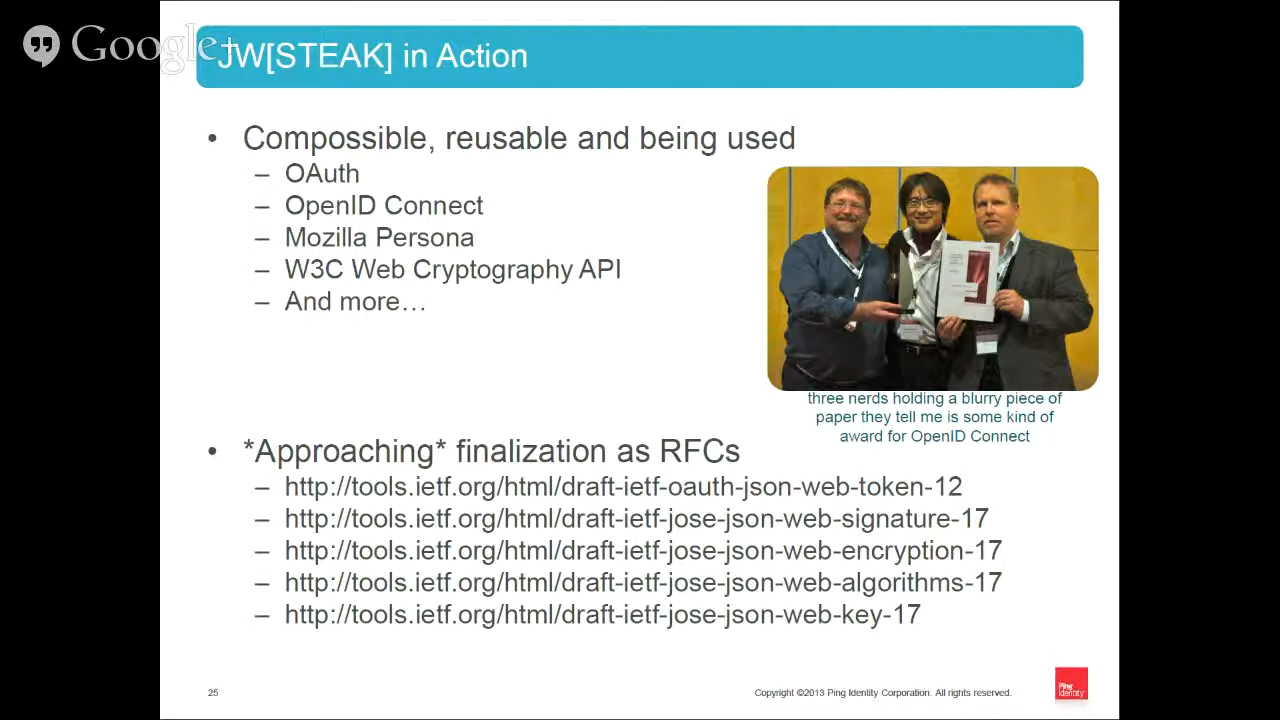 Google+
JW[STEAK] in Action
• Compossible, reusable and being used
– OAuth
– OpenID Connect
– Mozilla Persona
– W3C Web Cryptography API
– And more…
three nerds holding a blurry piece of
paper they tell me is some kind of
award for OpenID Connect
• *Approaching* finalization as RFCs
– http://tools.ietf.org/html/draft-ietf-oauth-json-web-token-12
– http://tools.ietf.org/html/draft-ietf-jose-json-web-signature-17
– http://tools.ietf.org/html/draft-ietf-jose-json-web-encryption-17
– http://tools.ietf.org/html/draft-ietf-jose-json-web-algorithms-17
– http://tools.ietf.org/html/draft-ietf-jose-json-web-key-17
25
Copyright ©2013 Ping Identity Corporation. All rights reserved.
Ping
Identity